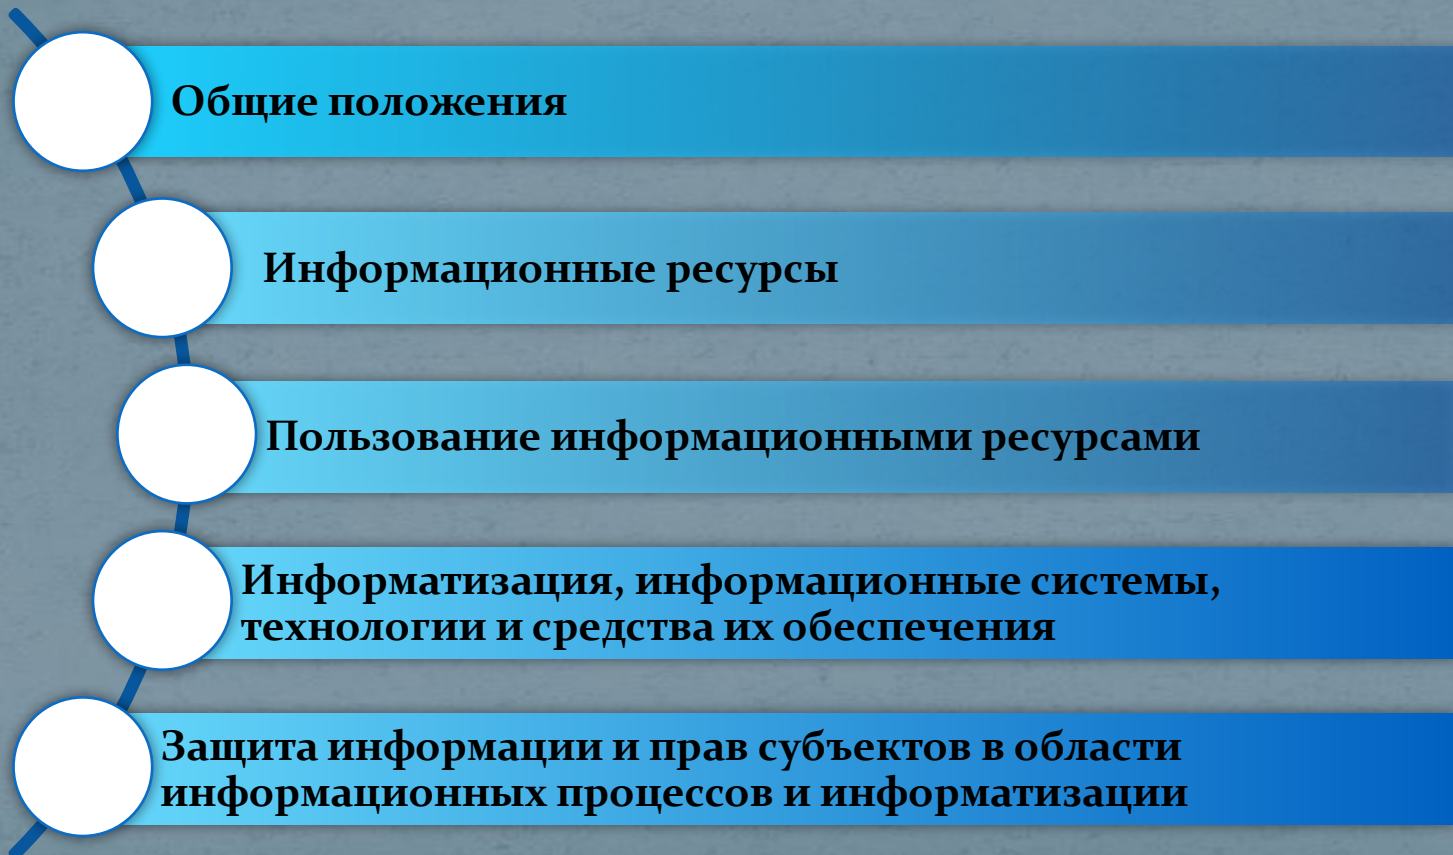 Общие положения
Информационные ресурсы
Пользование информационными ресурсами
Информатизация, информационные системы,
технологии и средства их обеспечения
Защита информации и прав субъектов в области
информационных процессов и информатизации